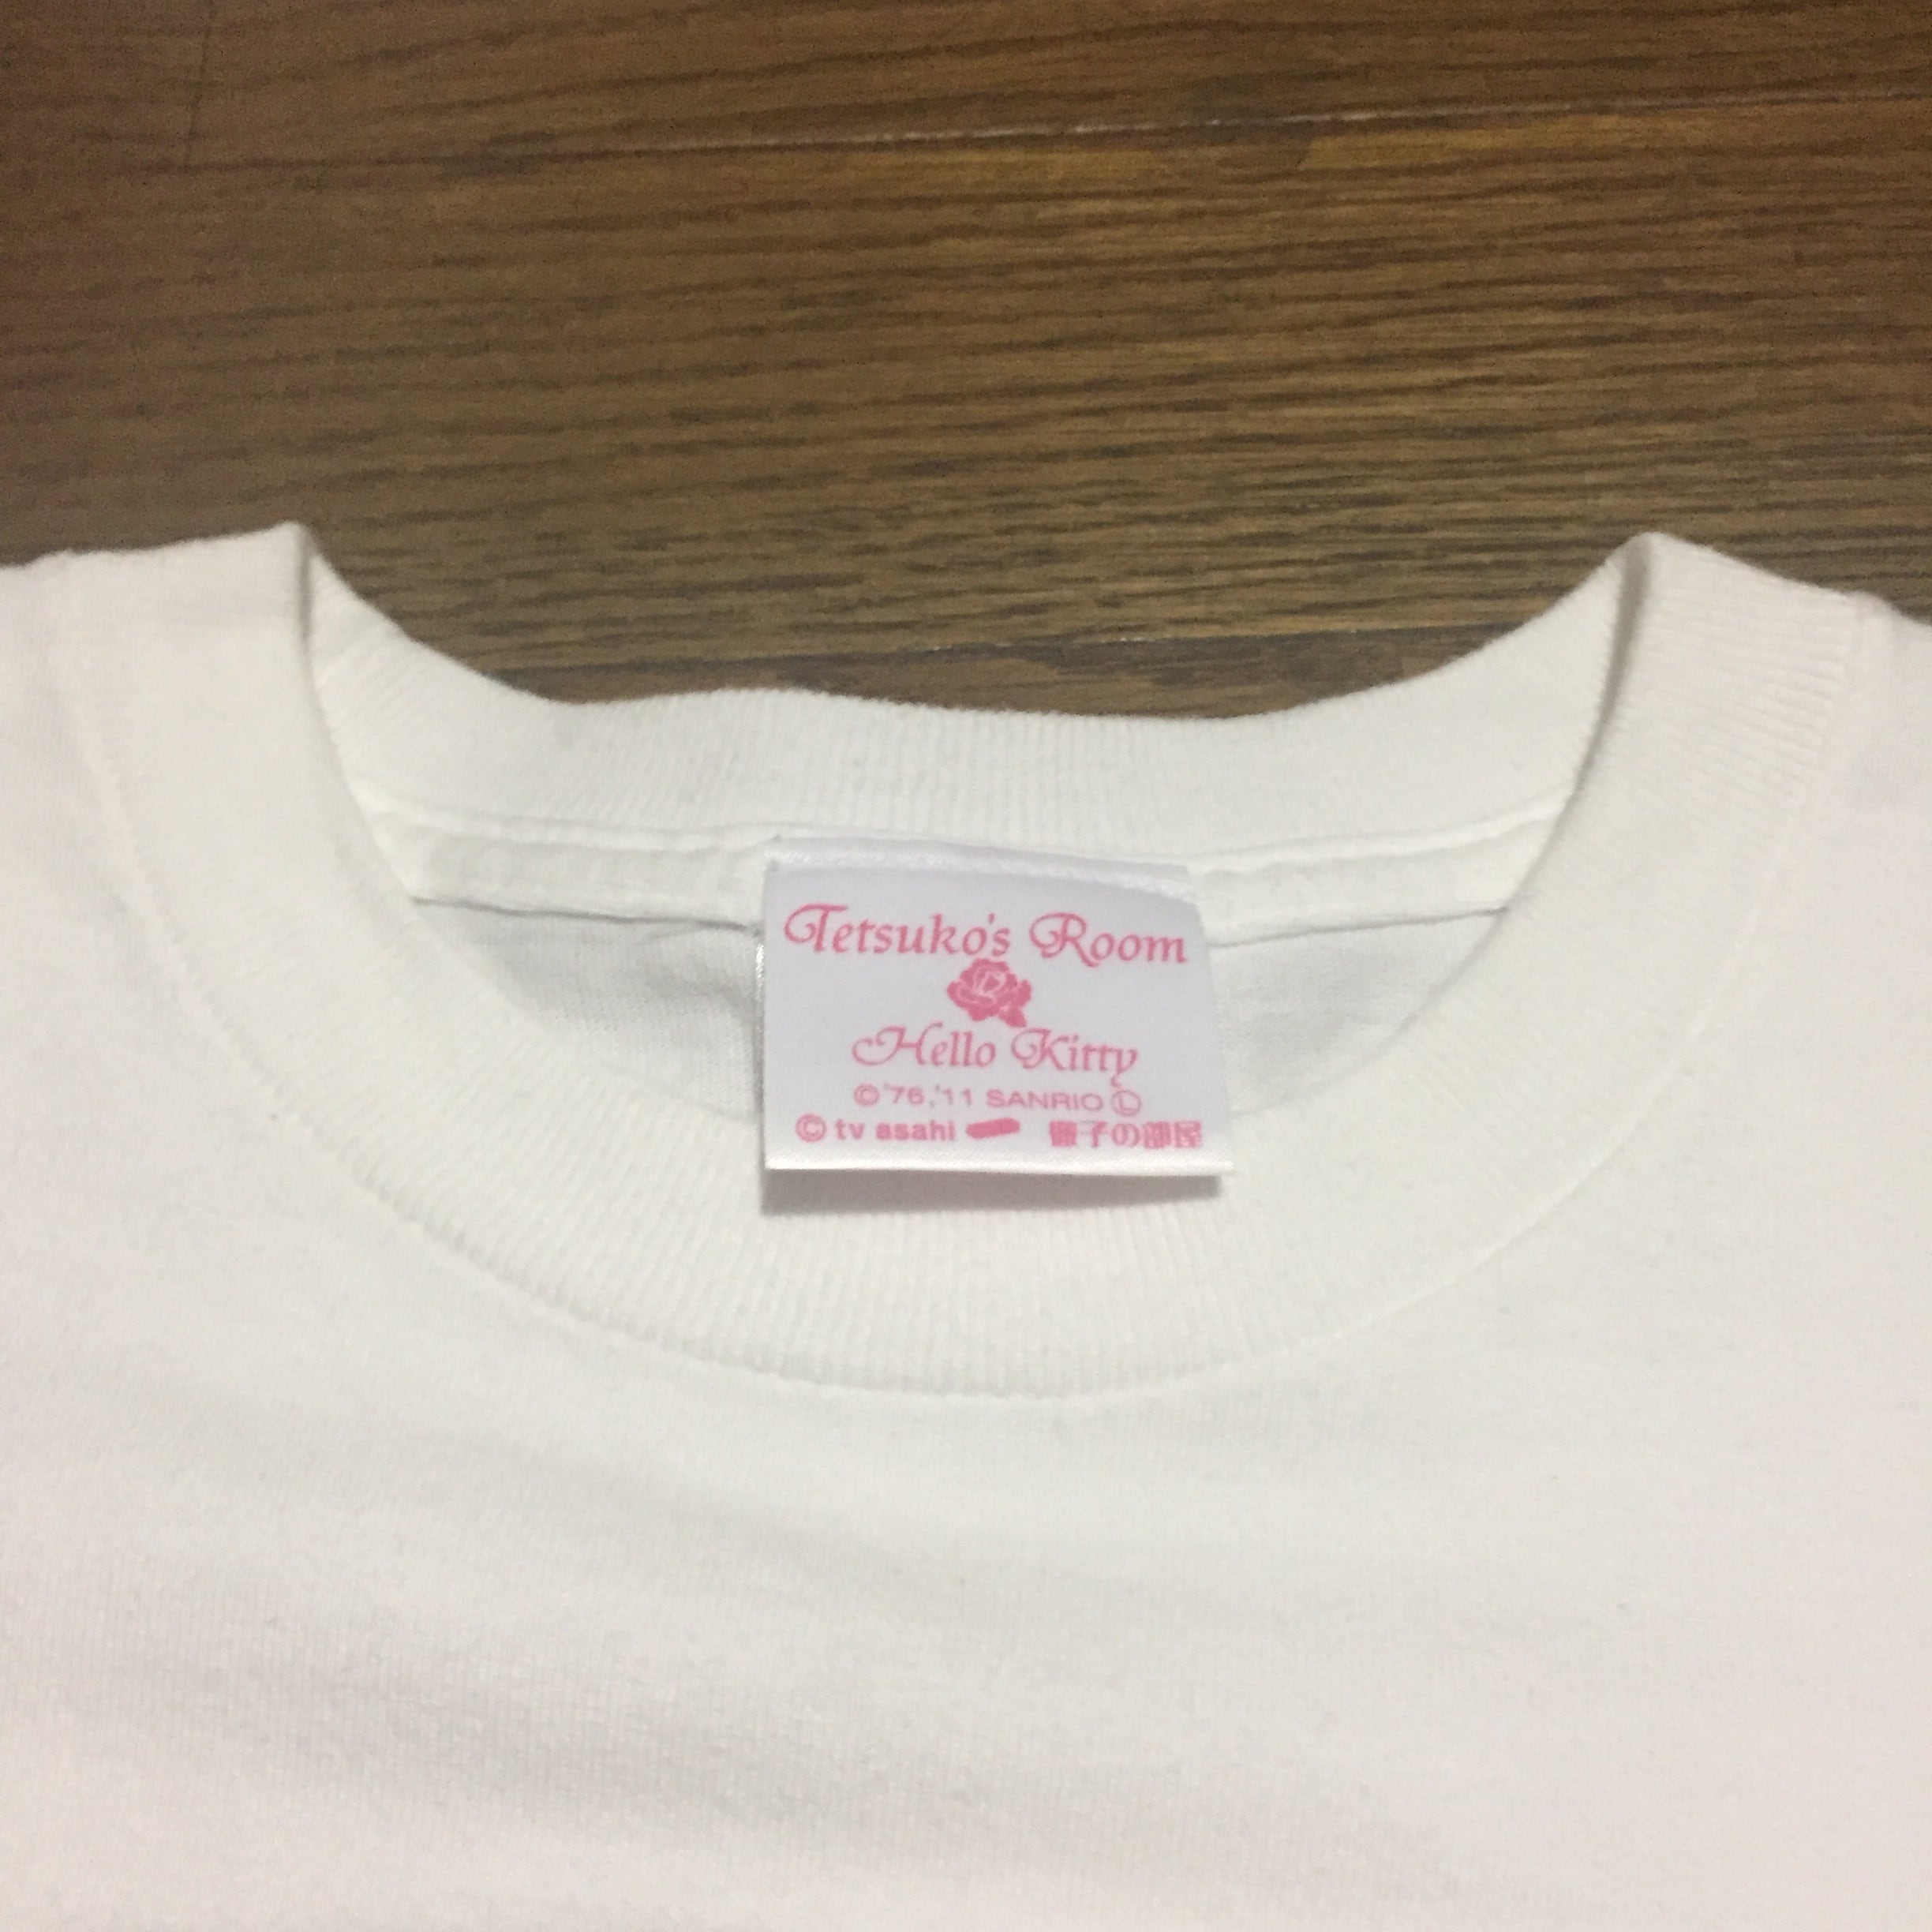 Tetsuko's Room
Hello Kitty
©'76,'11 SANRIO Ⓛ
© tv asahi 徹子の部屋